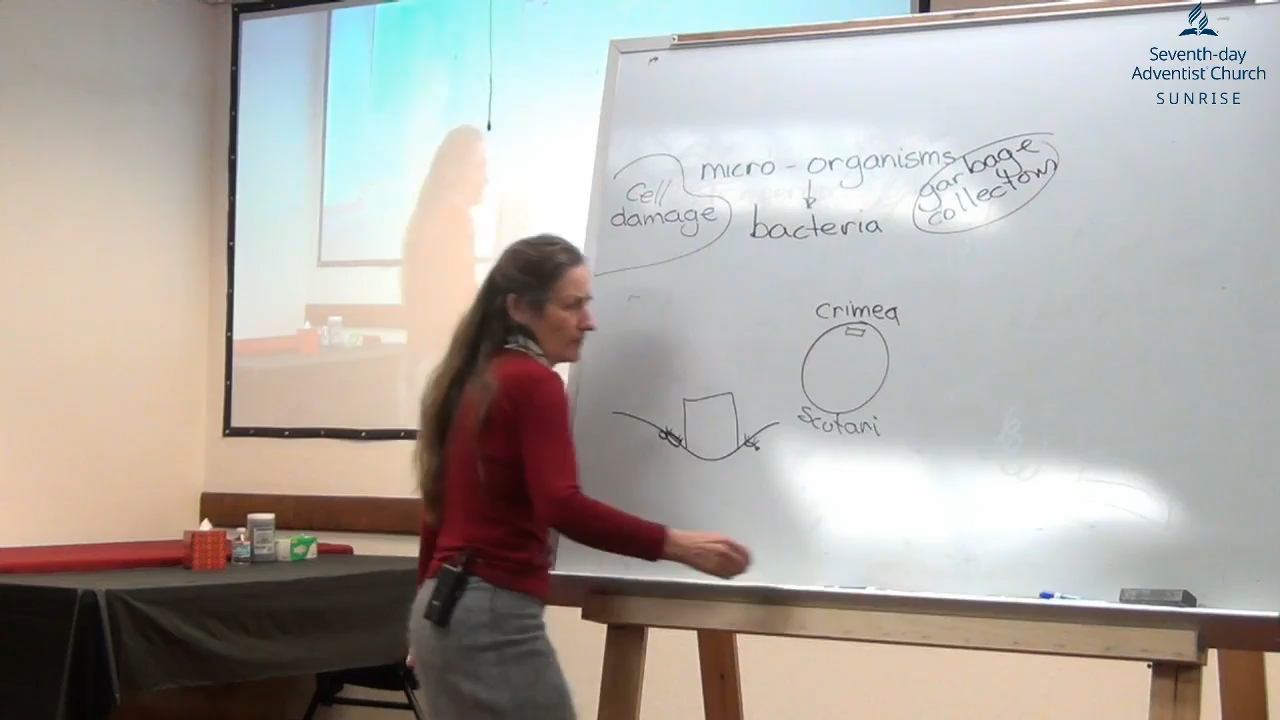 Seventh-day
Adventist Church
SUNRISE
micro - organisms
garbage
collectors
Cell
damage
bacteria
Crimea
Scutari